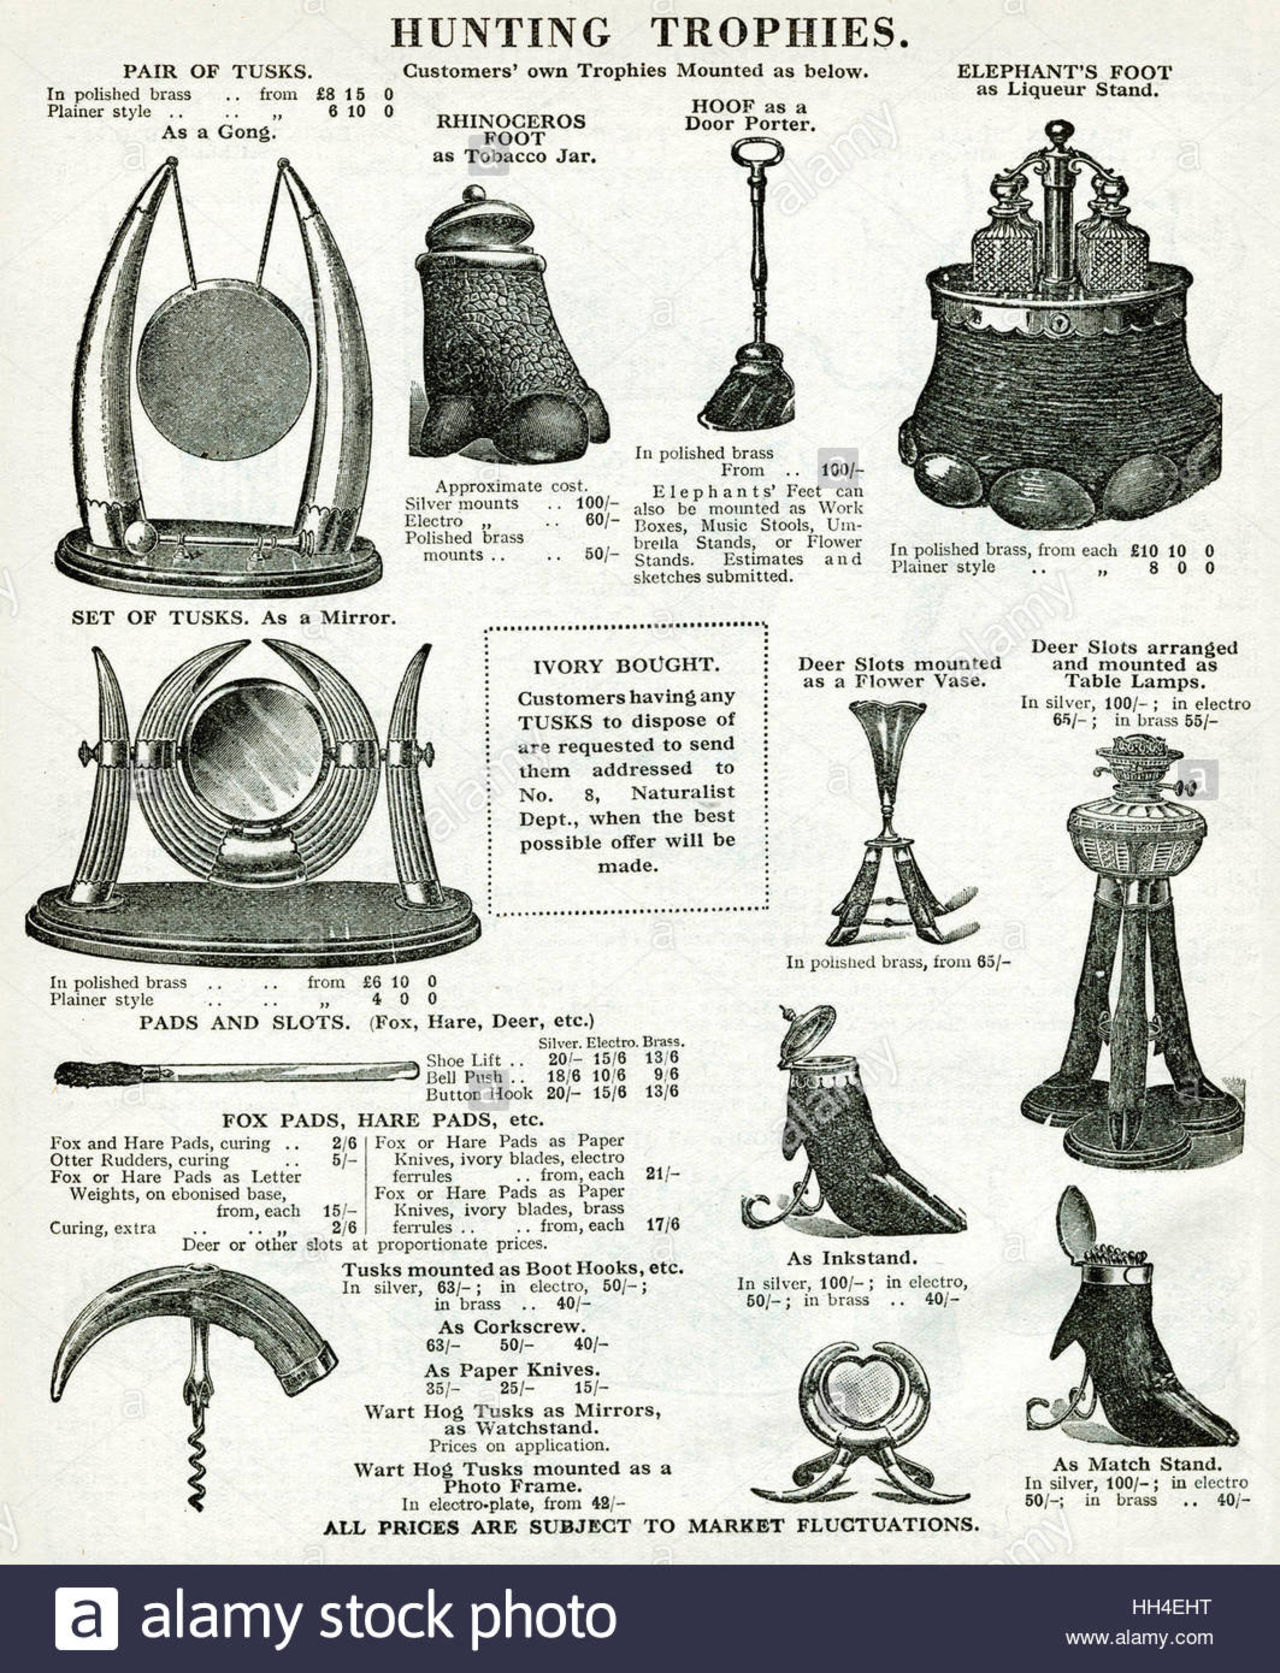 HUNTING TROPHIES.
Customers' own Trophies Mounted as below.
PAIR OF TUSKS.
In polished brass .. from £8 15 0
Plainer style .. .. „ 6 10 0
As a Gong.
RHINOCEROS
FOOT
as Tobacco Jar.
HOOF as a
Door Porter.
ELEPHANT'S FOOT
as Liqueur Stand.
Approximate cost.
Silver mounts .. 100/-
Electro „ .. 60/-
Polished brass
mounts .. .. 50/-
In polished brass
From .. 100/-
Elephants' Feet can
also be mounted as Work
Boxes, Music Stools, Um-
brella Stands, or Flower
Stands. Estimates and
sketches submitted.
In polished brass, from each £10 10 0
Plainer style .. „ 8 0 0
SET OF TUSKS. As a Mirror.
IVORY BOUGHT.
Customers having any
TUSKS to dispose of
are requested to send
them addressed to
No. 8, Naturalist
Dept., when the best
possible offer will be
made.
Deer Slots mounted
as a Flower Vase.
Deer Slots arranged
and mounted as
Table Lamps.
In silver, 100/-; in electro
65/-; in brass 55/-
In polished brass, from 65/-
In polished brass .. .. from £6 10 0
Plainer style .. .. „ 4 0 0
PADS AND SLOTS. (Fox, Hare, Deer, etc.)
Silver. Electro. Brass.
Shoe Lift .. 20/- 15/6 13/6
Bell Push .. 18/6 10/6 9/6
Button Hook 20/- 15/6 13/6
FOX PADS, HARE PADS, etc.
Fox and Hare Pads, curing .. 2/6
Otter Rudders, curing .. 5/-
Fox or Hare Pads as Letter
Weights, on ebonised base,
from, each 15/-
Curing, extra .. .. „ 2/6
Fox or Hare Pads as Paper
Knives, ivory blades, electro
ferrules .. from, each 21/-
Fox or Hare Pads as Paper
Knives, ivory blades, brass
ferrules .. .. from, each 17/6
Deer or other slots at proportionate prices.
Tusks mounted as Boot Hooks, etc.
In silver, 63/-; in electro, 50/-;
in brass .. 40/-
As Corkscrew.
63/- 50/- 40/-
As Paper Knives.
35/- 25/- 15/-
Wart Hog Tusks as Mirrors,
as Watchstand.
Prices on application.
Wart Hog Tusks mounted as a
Photo Frame.
In electro-plate, from 42/-
As Inkstand.
In silver, 100/-; in electro,
50/-; in brass .. 40/-
As Match Stand.
In silver, 100/-; in electro
50/-; in brass .. 40/-
ALL PRICES ARE SUBJECT TO MARKET FLUCTUATIONS.
a alamy stock photo
HH4EHT
www.alamy.com